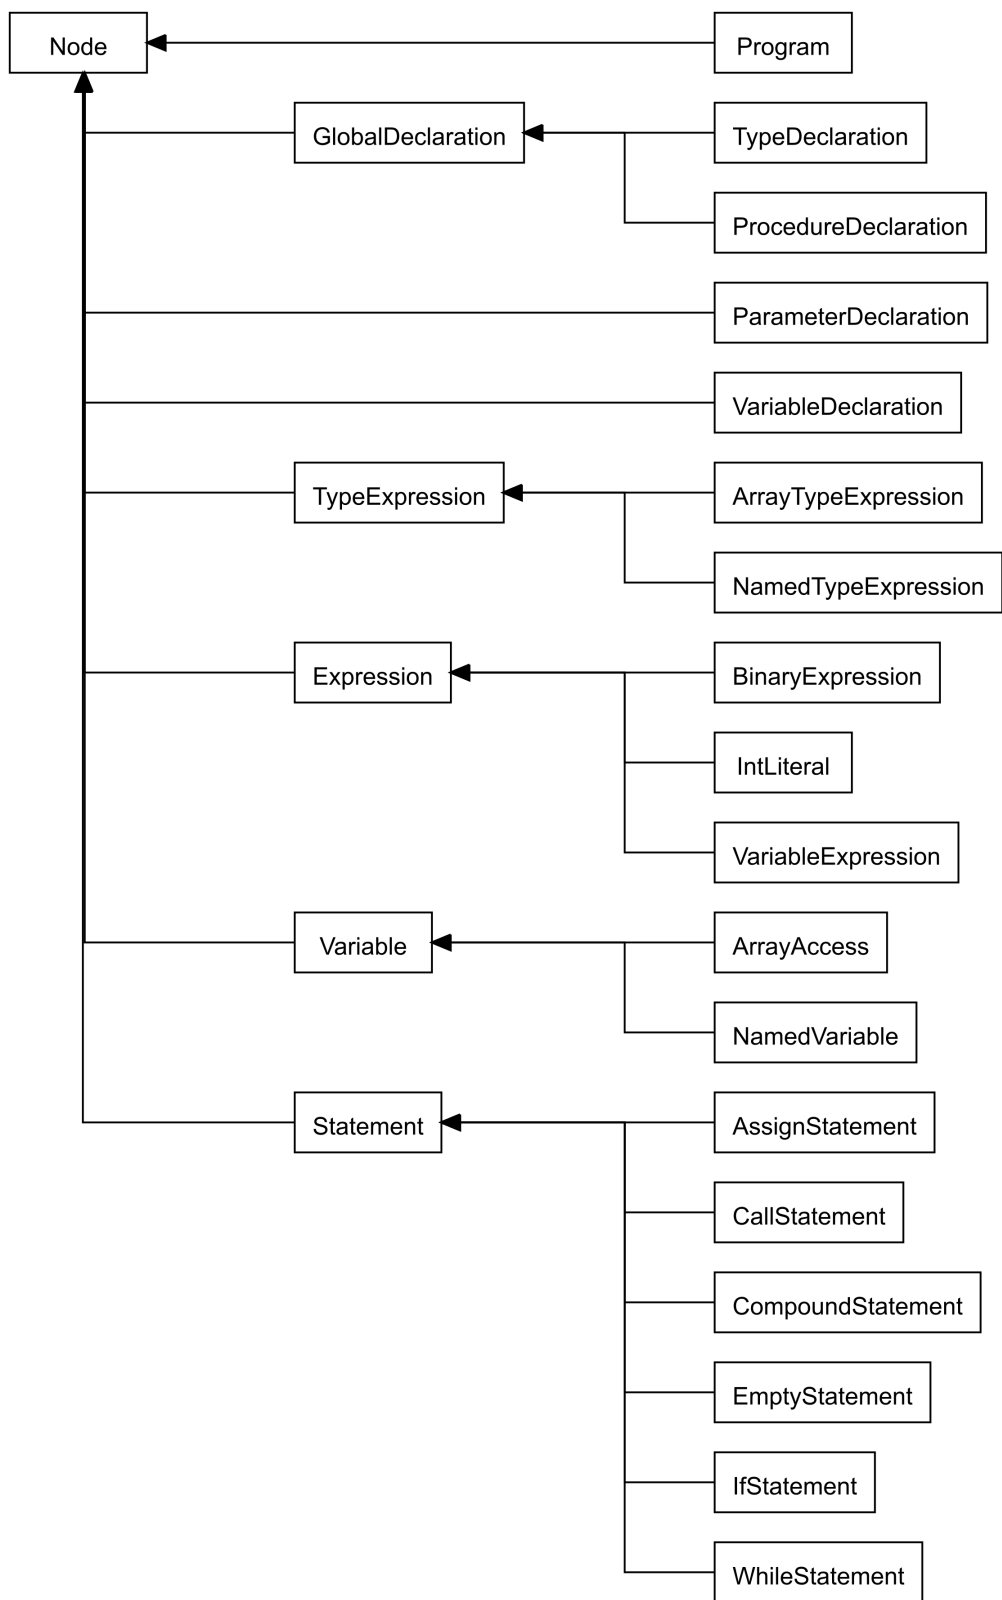 Node
Program
GlobalDeclaration
TypeDeclaration
ProcedureDeclaration
ParameterDeclaration
VariableDeclaration
TypeExpression
ArrayTypeExpression
NamedTypeExpression
Expression
BinaryExpression
IntLiteral
VariableExpression
Variable
ArrayAccess
NamedVariable
Statement
AssignStatement
CallStatement
CompoundStatement
EmptyStatement
IfStatement
WhileStatement